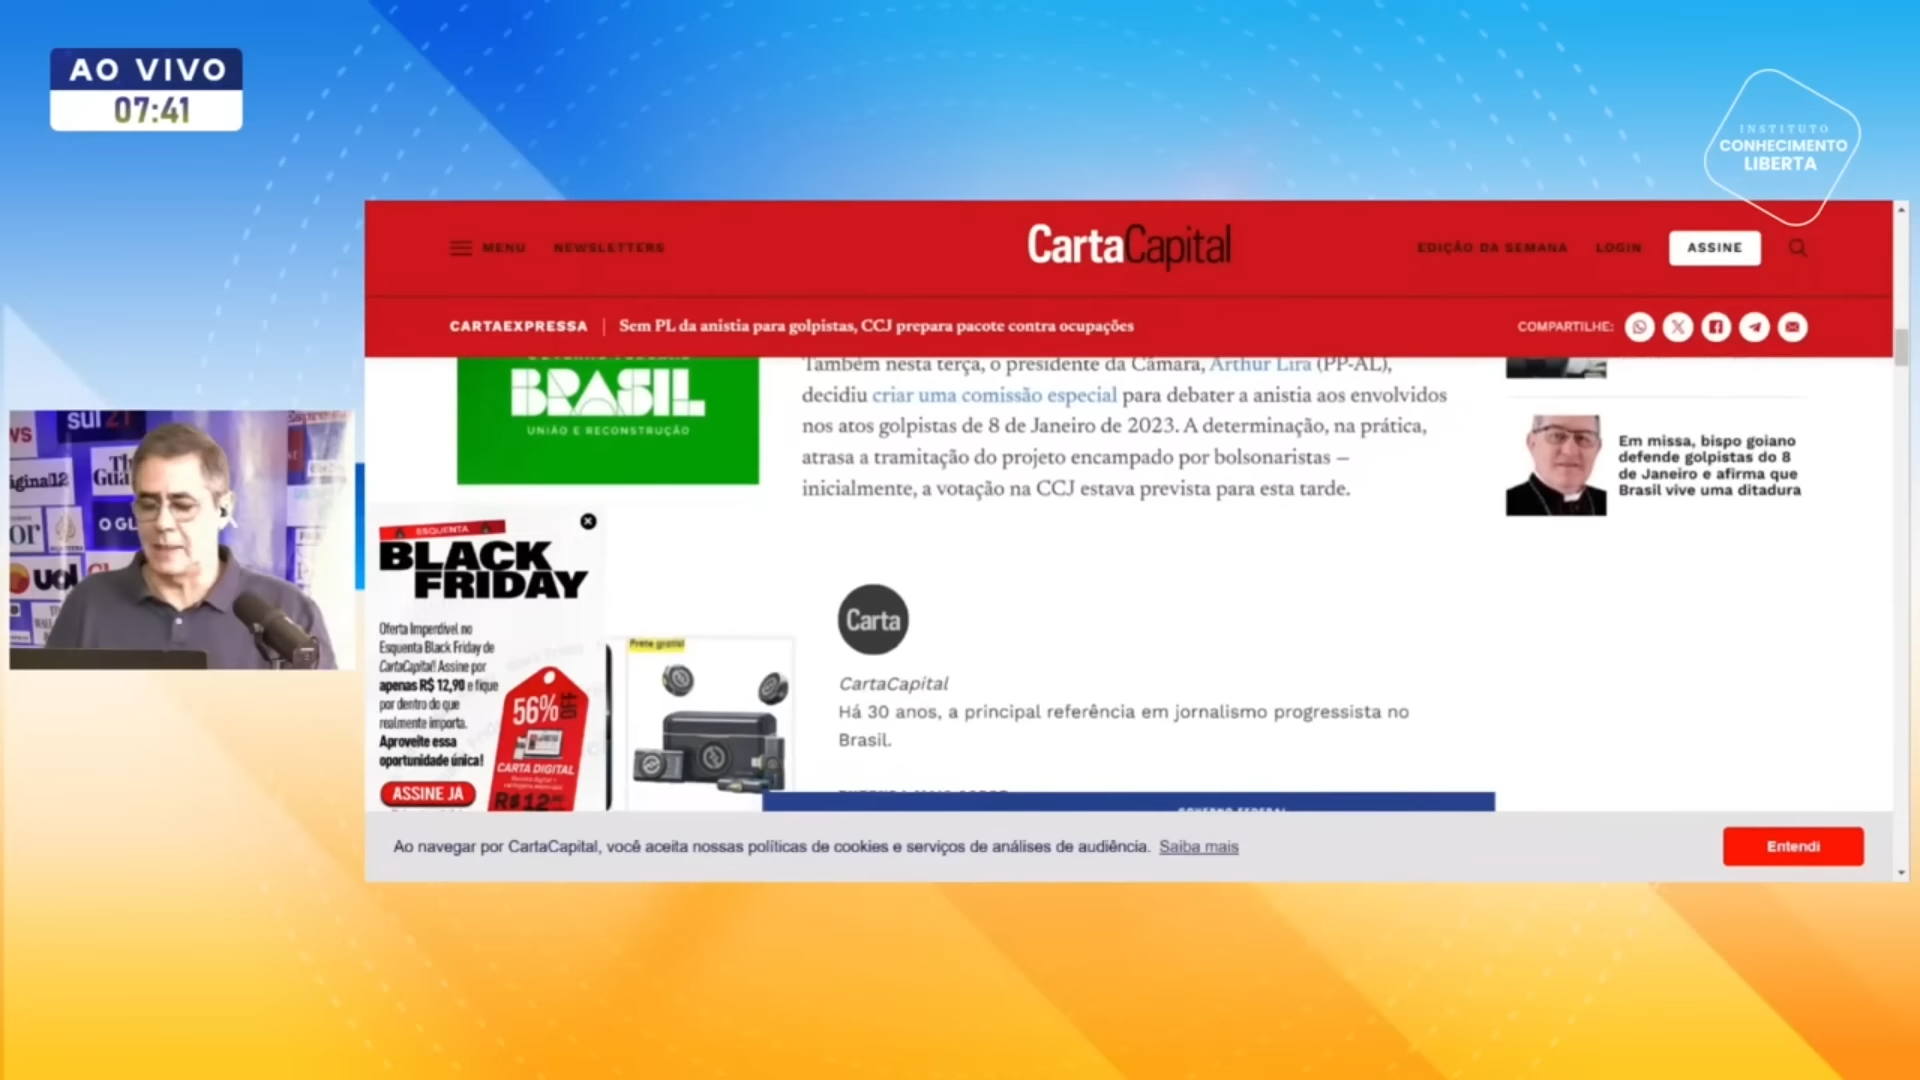 AO VIVO
07:41
INSTITUTO
CONHECIMENTO
LIBERTA
MENU
NEWSLETTERS
CartaCapital
EDIÇÃO DA SEMANA
LOGIN
ASSINE
CARTAEXPRESSA | Sem PL da anistia para golpistas, CCJ prepara pacote contra ocupações
COMPARTILHE:
BRASIL
UNIÃO E RECONSTRUÇÃO
Também nesta terça, o presidente da Câmara, Arthur Lira (PP-AL),
decidiu criar uma comissão especial para debater a anistia aos envolvidos
nos atos golpistas de 8 de Janeiro de 2023. A determinação, na prática,
atrasa a tramitação do projeto encampado por bolsonaristas –
inicialmente, a votação na CCJ estava prevista para esta tarde.
Em missa, bispo goiano
defende golpistas do 8
de Janeiro e afirma que
Brasil vive uma ditadura
sul 21
O GL
uol
ESQUENTA
BLACK
FRIDAY
Oferta Imperdível no
Esquenta Black Friday de
CartaCapital! Assine por
apenas R$ 12,90 e fique
por dentro do que
realmente importa.
Aproveite essa
oportunidade única!
ASSINE JÁ
56% OFF
CARTA DIGITAL
R$12
Frete grátis!
Carta
CartaCapital
Há 30 anos, a principal referência em jornalismo progressista no
Brasil.
GOVERNO FEDERAL
Ao navegar por CartaCapital, você aceita nossas políticas de cookies e serviços de análises de audiência. Saiba mais
Entendi